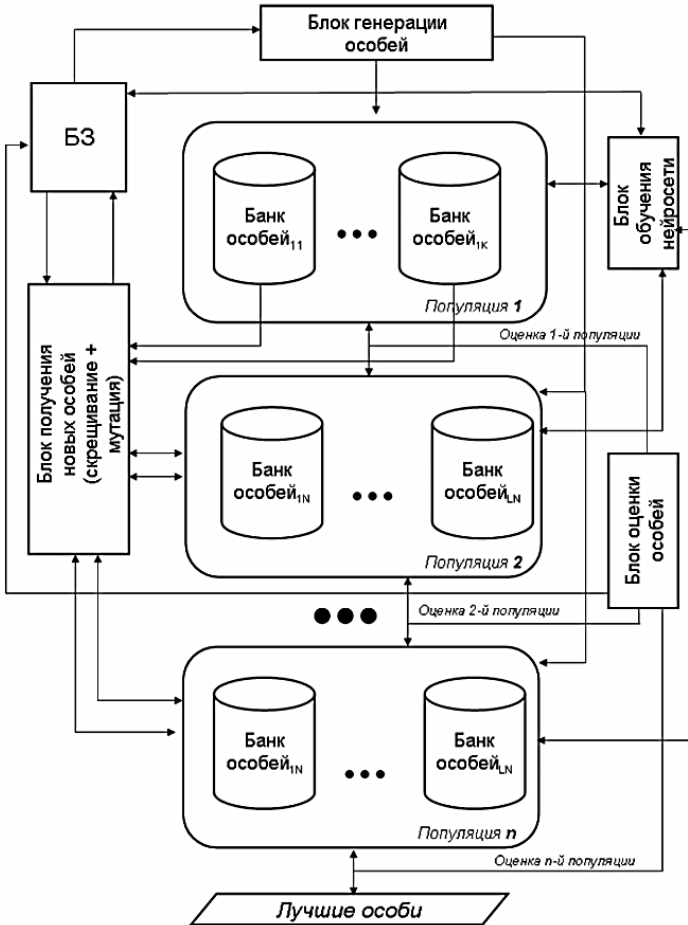 Блок генерации
особей
БЗ
Банк
особей11
Банк
особей1К
Популяция 1
Блок
обучения
нейросети
Оценка 1-й популяции
Блок получения
новых особей
(скрещивание +
мутация)
Банк
особей1N
Банк
особейLN
Популяция 2
Блок оценки
особей
Оценка 2-й популяции
Банк
особей1N
Банк
особейLN
Популяция n
Оценка n-й популяции
Лучшие особи